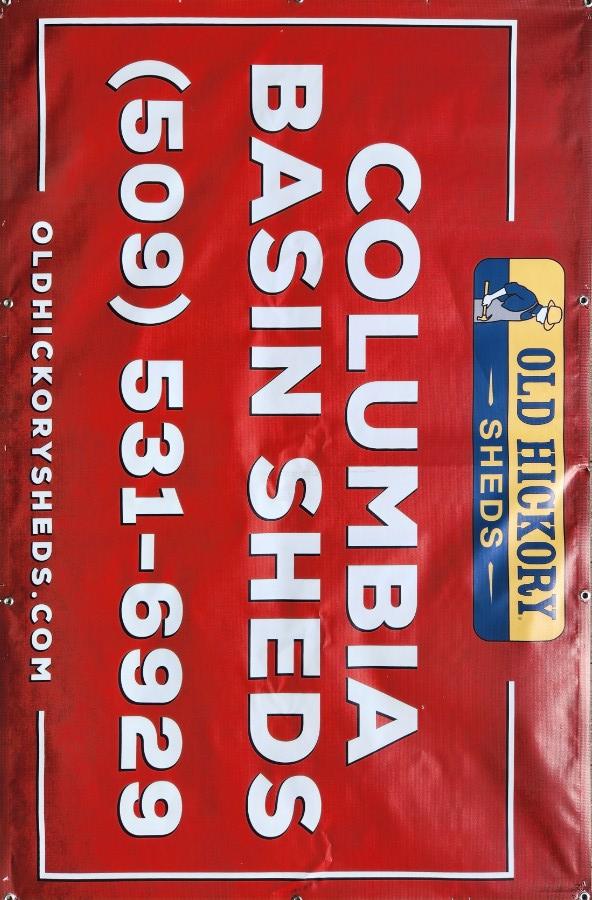 OLD HICKORY
SHEDS
COLUMBIA
BASIN SHEDS
(509) 531-6929
OLDHICKORYSHEDS.COM